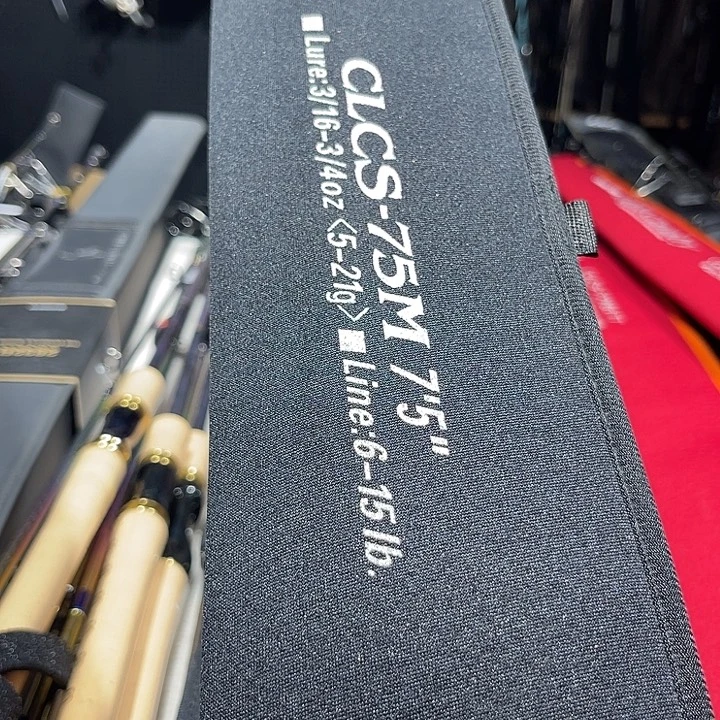 CLCS-75M 7'5"
■Lure:3/16-3/4oz <5-21g> ■Line:6-15lb.